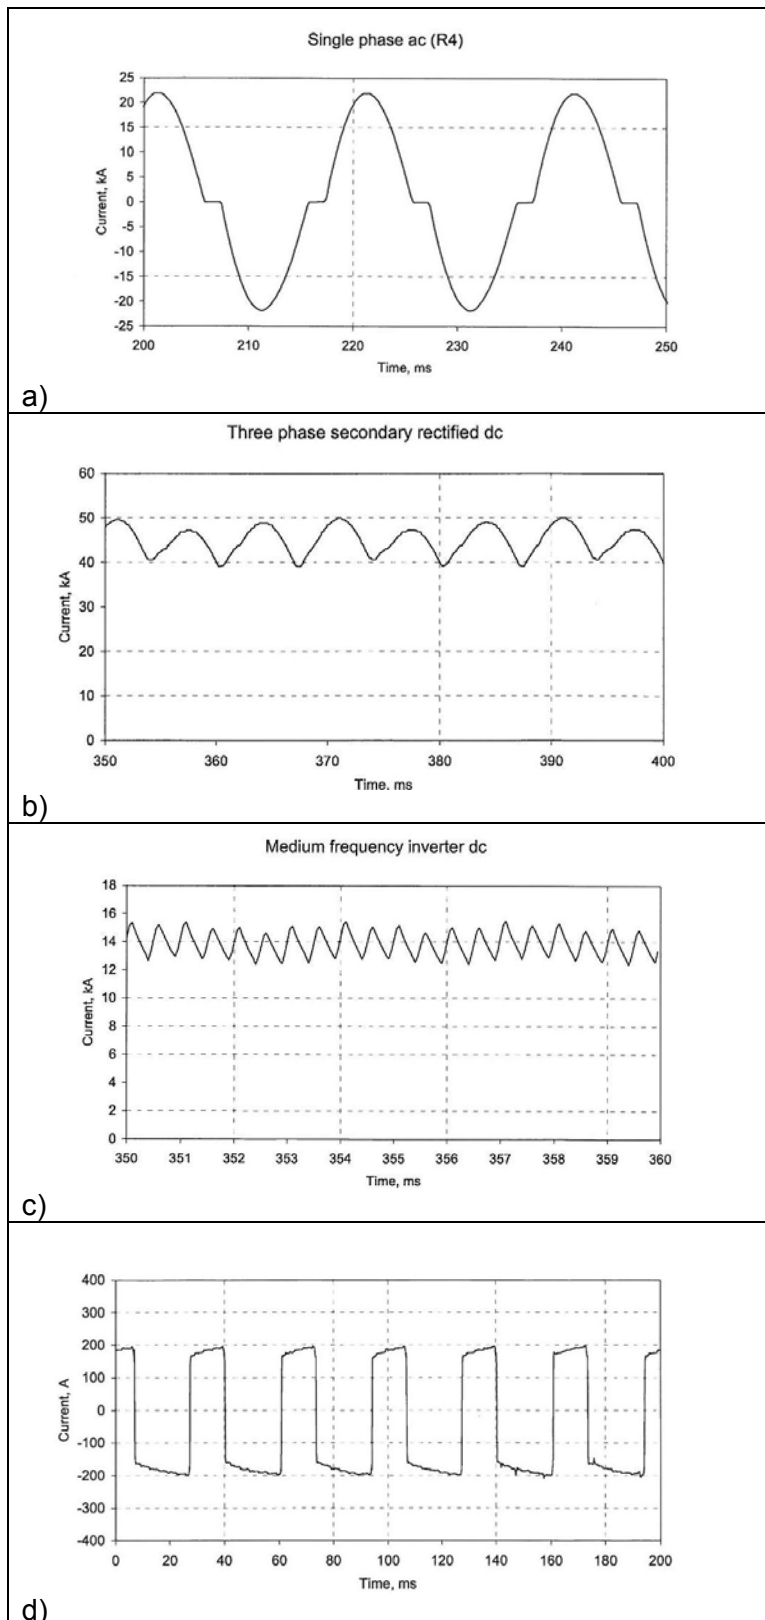 Single phase ac (R4)
25
20
15
10
5
0
-5
-10
-15
-20
-25
Current, kA
200 210 220 230 240 250
Time, ms
a)
Three phase secondary rectified dc
60
50
40
30
20
10
0
Current, kA
350 360 370 380 390 400
Time, ms
b)
Medium frequency inverter dc
18
16
14
12
10
8
6
4
2
0
Current, kA
350 351 352 353 354 355 356 357 358 359 360
Time, ms
c)
400
300
200
100
0
-100
-200
-300
-400
Current, A
0 20 40 60 80 100 120 140 160 180 200
Time, ms
d)